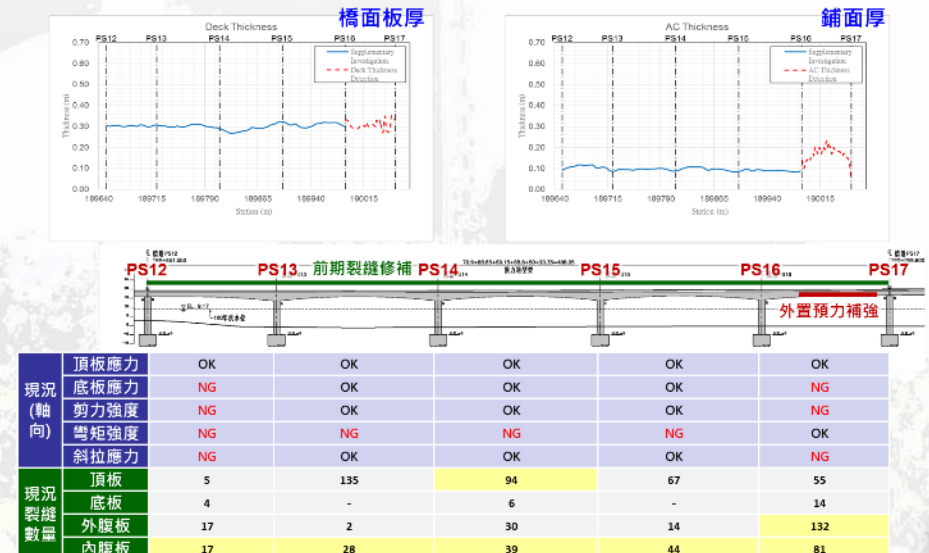 橋面板厚
Deck Thickness
PS12 PS13 PS14 PS15 PS16 PS17
0.70
0.60
0.50
0.40
0.30
0.20
0.10
0.00
Thickness (m)
Supplementary
Investigation
Deck Thickness
Detection
189640 189715 189790 189865 189940 190015
Station (m)
鋪面厚
AC Thickness
PS12 PS13 PS14 PS15 PS16 PS17
0.70
0.60
0.50
0.40
0.30
0.20
0.10
0.00
Thickness (m)
Supplementary
Investigation
AC Thickness
Detection
189640 189715 189790 189865 189940 190015
Station (m)
PS12 PS13 前期裂縫修補 PS14 PS15 PS16 PS17
外置預力補強
現況(軸向)
頂板應力 OK OK OK OK OK
底板應力 NG OK OK OK NG
剪力強度 NG OK OK OK NG
彎矩強度 NG NG NG NG OK
斜拉應力 NG OK OK OK NG
現況裂縫數量
頂板 5 135 94 67 55
底板 4 - 6 - 14
外腹板 17 2 30 14 132
內腹板 17 28 39 44 81